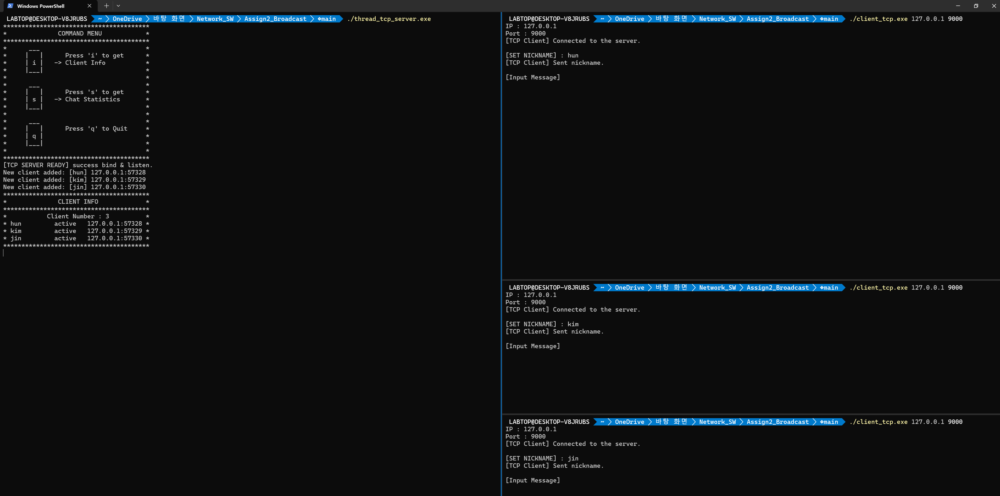 Windows PowerShell
LABTOP@DESKTOP-V8JRUBS ~ OneDrive 바탕 화면 Network_SW Assign2_Broadcast �main ./thread_tcp_server.exe
****************************************
*              COMMAND MENU            *
****************************************
*      ___                             *
*     |   |      Press 'i' to get      *
*     | i |   -> Client Info           *
*     |___|                            *
*                                      *
*      ___                             *
*     |   |      Press 's' to get      *
*     | s |   -> Chat Statistics       *
*     |___|                            *
*                                      *
*      ___                             *
*     |   |      Press 'q' to Quit     *
*     | q |                            *
*     |___|                            *
*                                      *
****************************************
[TCP SERVER READY] success bind & listen.
New client added: [hun] 127.0.0.1:57328
New client added: [kim] 127.0.0.1:57329
New client added: [jin] 127.0.0.1:57330
****************************************
*              CLIENT INFO             *
****************************************
*           Client Number : 3          *
* hun         active   127.0.0.1:57328 *
* kim         active   127.0.0.1:57329 *
* jin         active   127.0.0.1:57330 *
****************************************
LABTOP@DESKTOP-V8JRUBS ~ OneDrive 바탕 화면 Network_SW Assign2_Broadcast �main ./client_tcp.exe 127.0.0.1 9000
IP : 127.0.0.1
Port : 9000
[TCP Client] Connected to the server.
[SET NICKNAME] : hun
[TCP Client] Sent nickname.
[Input Message]
LABTOP@DESKTOP-V8JRUBS ~ OneDrive 바탕 화면 Network_SW Assign2_Broadcast �main ./client_tcp.exe 127.0.0.1 9000
IP : 127.0.0.1
Port : 9000
[TCP Client] Connected to the server.
[SET NICKNAME] : kim
[TCP Client] Sent nickname.
[Input Message]
LABTOP@DESKTOP-V8JRUBS ~ OneDrive 바탕 화면 Network_SW Assign2_Broadcast �main ./client_tcp.exe 127.0.0.1 9000
IP : 127.0.0.1
Port : 9000
[TCP Client] Connected to the server.
[SET NICKNAME] : jin
[TCP Client] Sent nickname.
[Input Message]